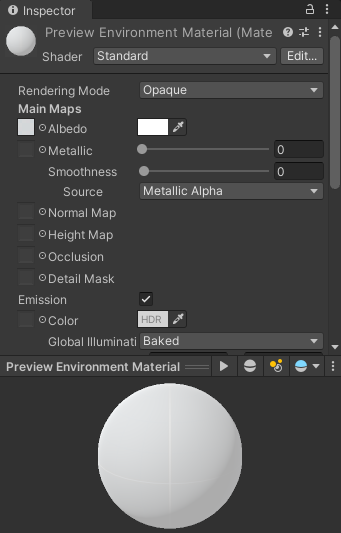 Inspector
Preview Environment Material (Mate
Shader Standard Edit...
Rendering Mode Opaque
Main Maps
Albedo
Metallic 0
Smoothness 0
Source Metallic Alpha
Normal Map
Height Map
Occlusion
Detail Mask
Emission
Color HDR
Global Illuminati Baked
Preview Environment Material